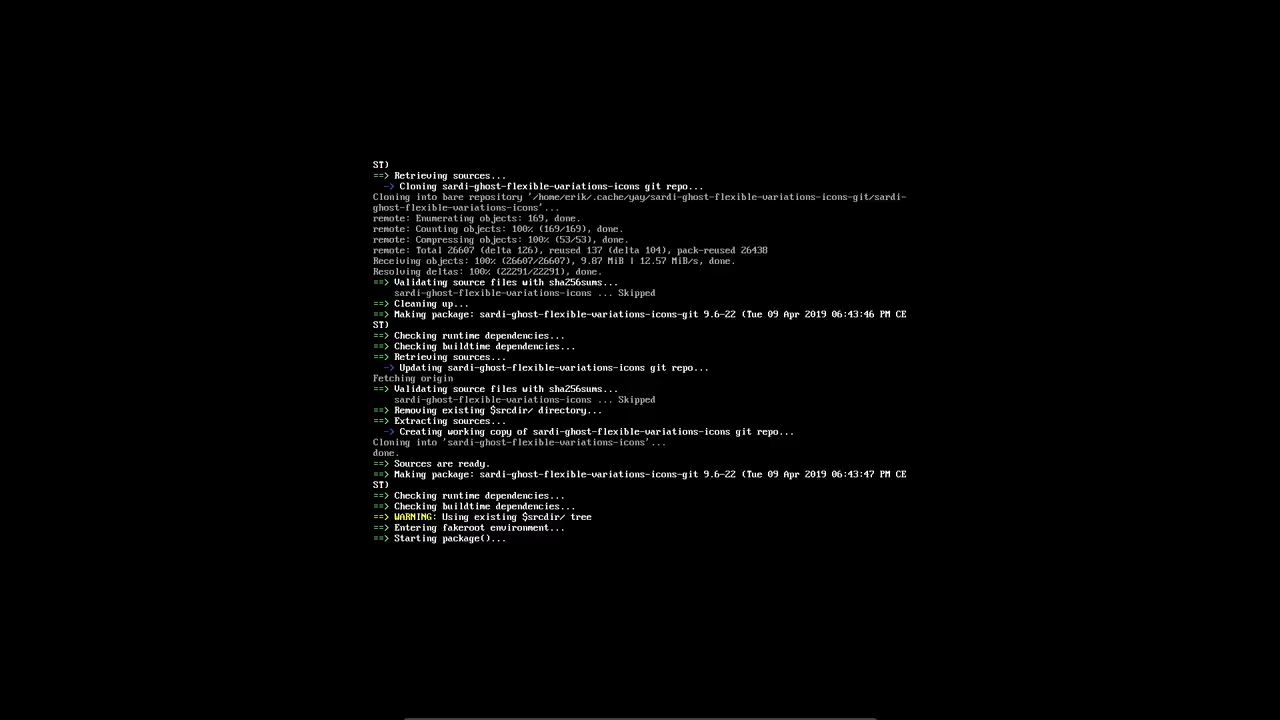 ST)
==> Retrieving sources...
-> Cloning sardi-ghost-flexible-variations-icons git repo...
Cloning into bare repository '/home/erik/.cache/yay/sardi-ghost-flexible-variations-icons-git/sardi-
ghost-flexible-variations-icons'...
remote: Enumerating objects: 169, done.
remote: Counting objects: 100% (169/169), done.
remote: Compressing objects: 100% (53/53), done.
remote: Total 26607 (delta 126), reused 137 (delta 104), pack-reused 26438
Receiving objects: 100% (26607/26607), 9.87 MiB | 12.57 MiB/s, done.
Resolving deltas: 100% (22291/22291), done.
==> Validating source files with sha256sums...
sardi-ghost-flexible-variations-icons ... Skipped
==> Cleaning up...
==> Making package: sardi-ghost-flexible-variations-icons-git 9.6-22 (Tue 09 Apr 2019 06:43:46 PM CE
ST)
==> Checking runtime dependencies...
==> Checking buildtime dependencies...
==> Retrieving sources...
-> Updating sardi-ghost-flexible-variations-icons git repo...
Fetching origin
==> Validating source files with sha256sums...
sardi-ghost-flexible-variations-icons ... Skipped
==> Removing existing $srcdir/ directory...
==> Extracting sources...
-> Creating working copy of sardi-ghost-flexible-variations-icons git repo...
Cloning into 'sardi-ghost-flexible-variations-icons'...
done.
==> Sources are ready.
==> Making package: sardi-ghost-flexible-variations-icons-git 9.6-22 (Tue 09 Apr 2019 06:43:47 PM CE
ST)
==> Checking runtime dependencies...
==> Checking buildtime dependencies...
==> WARNING: Using existing $srcdir/ tree
==> Entering fakeroot environment...
==> Starting package()...